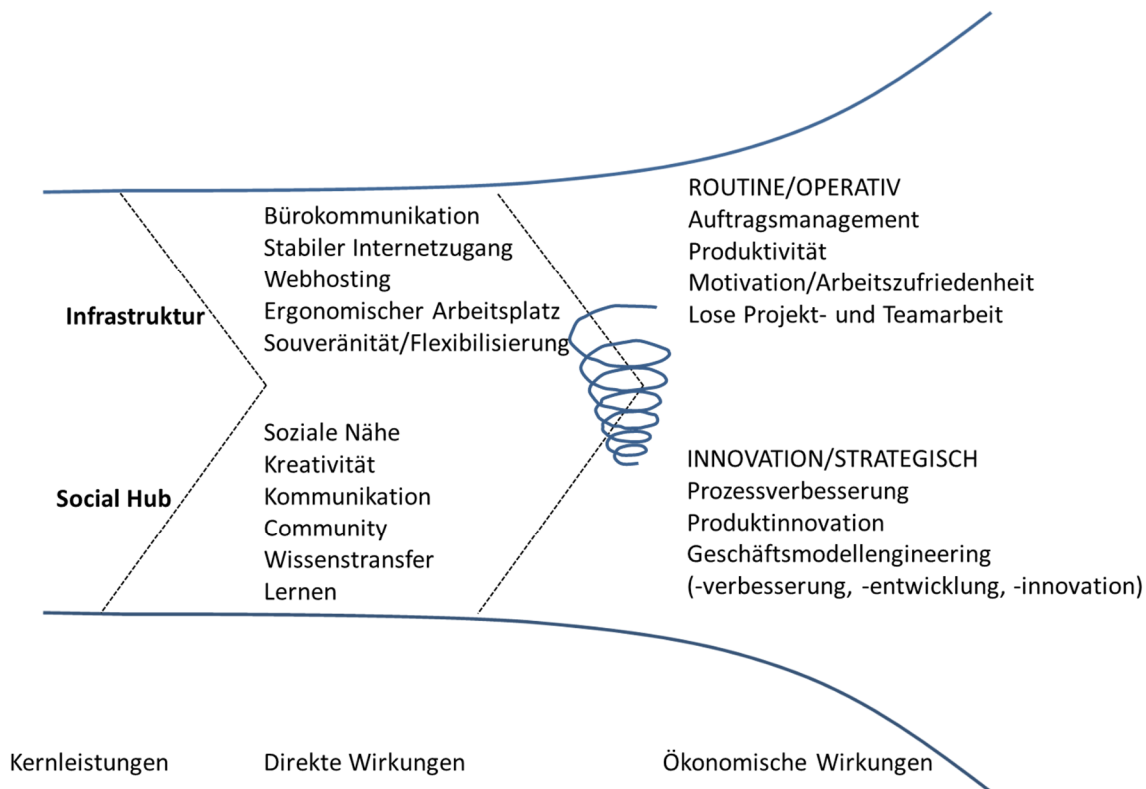 Infrastruktur
Social Hub
Bürokommunikation
Stabiler Internetzugang
Webhosting
Ergonomischer Arbeitsplatz
Souveränität/Flexibilisierung
Soziale Nähe
Kreativität
Kommunikation
Community
Wissenstransfer
Lernen
ROUTINE/OPERATIV
Auftragsmanagement
Produktivität
Motivation/Arbeitszufriedenheit
Lose Projekt- und Teamarbeit
INNOVATION/STRATEGISCH
Prozessverbesserung
Produktinnovation
Geschäftsmodellengineering
(-verbesserung, -entwicklung, -innovation)
Kernleistungen
Direkte Wirkungen
Ökonomische Wirkungen